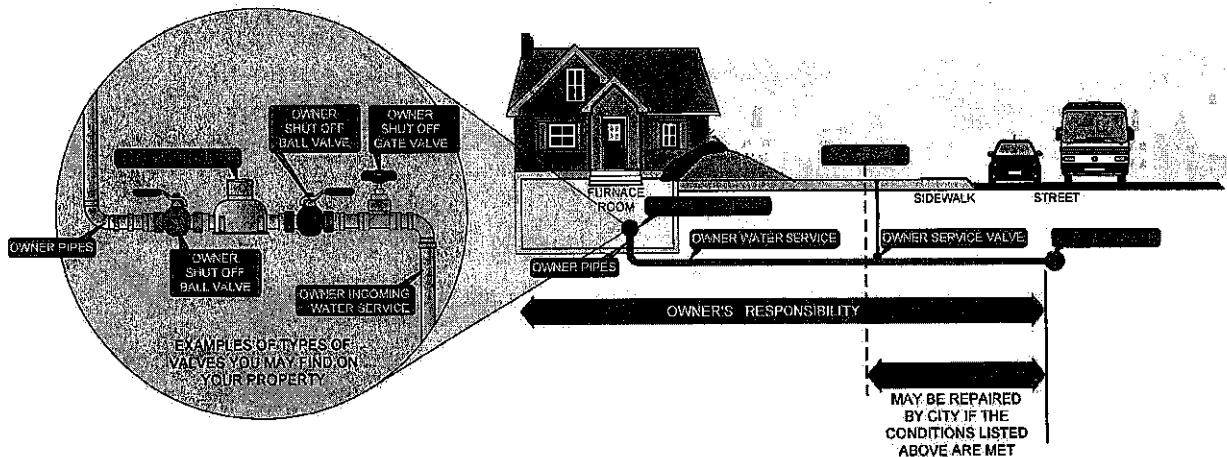 OWNER
SHUT OFF
BALL VALVE
OWNER
SHUT OFF
GATE VALVE
OWNER PIPES
OWNER
SHUT OFF
BALL VALVE
OWNER INCOMING
WATER SERVICE
EXAMPLES OF TYPES OF
VALVES YOU MAY FIND ON
YOUR PROPERTY
FURNACE
ROOM
SIDEWALK
STREET
OWNER WATER SERVICE
OWNER SERVICE VALVE
OWNER PIPES
OWNER'S RESPONSIBILITY
MAY BE REPAIRED
BY CITY IF THE
CONDITIONS LISTED
ABOVE ARE MET